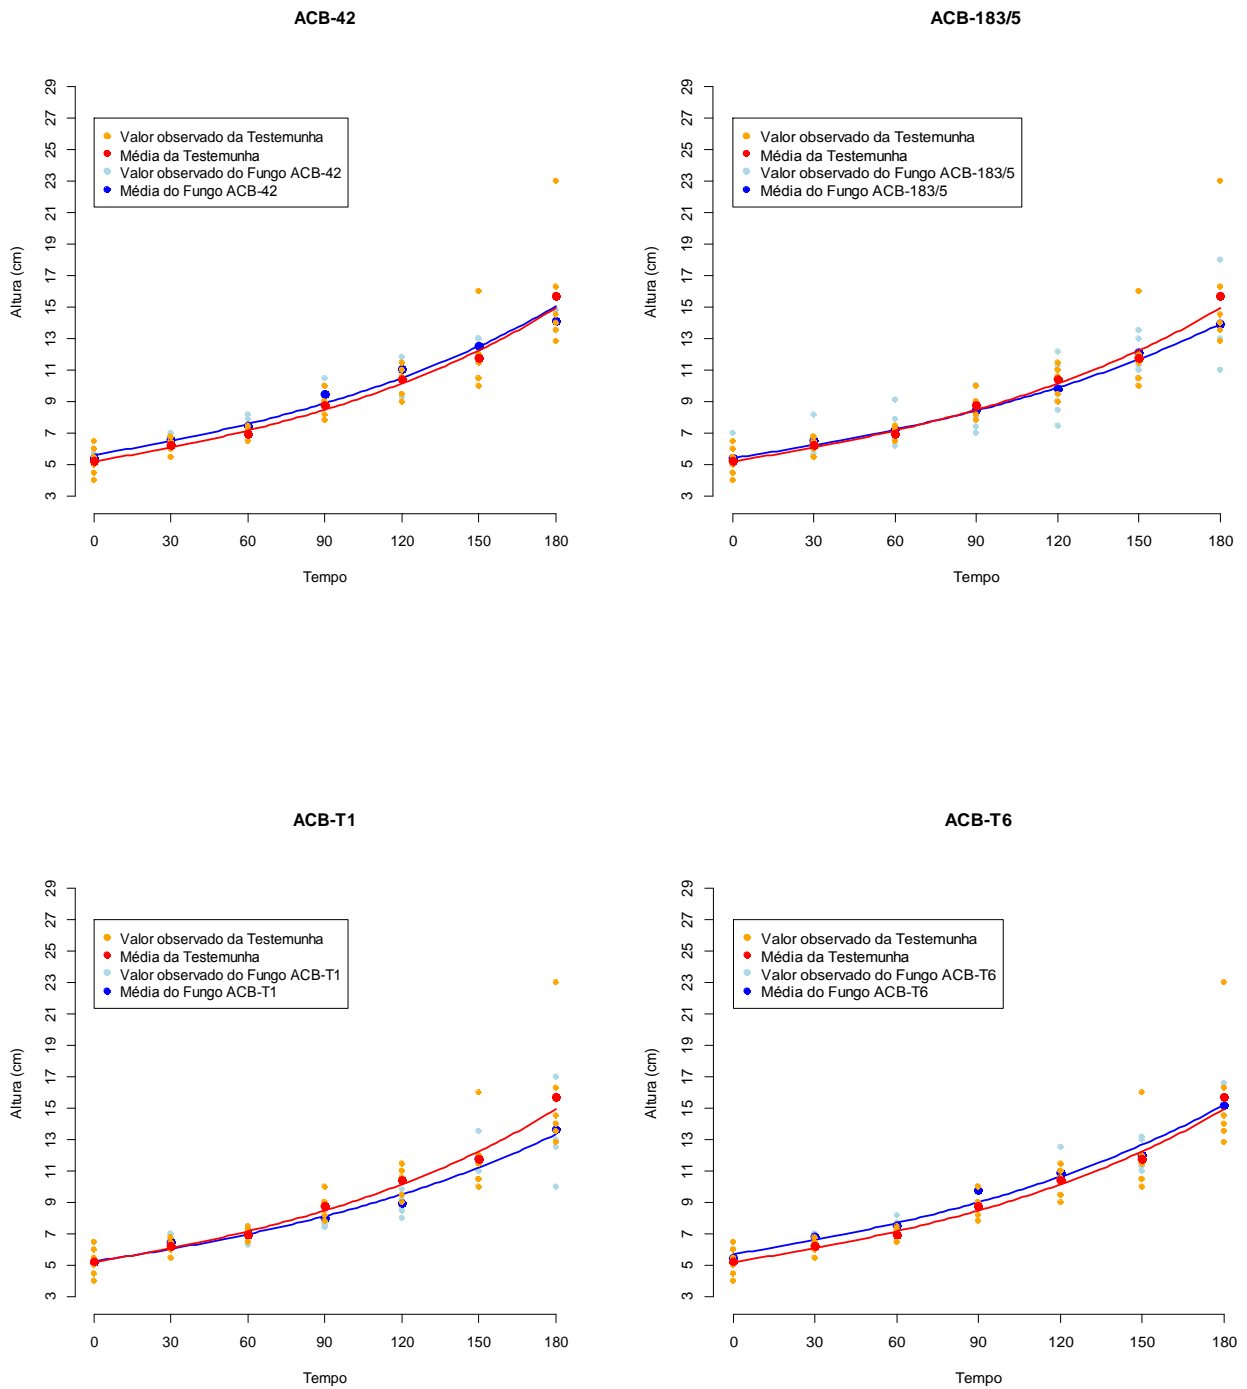 ACB-42
Altura (cm)
29
27
25
23
21
19
17
15
13
11
9
7
5
3
Valor observado da Testemunha
Média da Testemunha
Valor observado do Fungo ACB-42
Média do Fungo ACB-42
0 30 60 90 120 150 180
Tempo
ACB-183/5
Altura (cm)
29
27
25
23
21
19
17
15
13
11
9
7
5
3
Valor observado da Testemunha
Média da Testemunha
Valor observado do Fungo ACB-183/5
Média do Fungo ACB-183/5
0 30 60 90 120 150 180
Tempo
ACB-T1
Altura (cm)
29
27
25
23
21
19
17
15
13
11
9
7
5
3
Valor observado da Testemunha
Média da Testemunha
Valor observado do Fungo ACB-T1
Média do Fungo ACB-T1
0 30 60 90 120 150 180
Tempo
ACB-T6
Altura (cm)
29
27
25
23
21
19
17
15
13
11
9
7
5
3
Valor observado da Testemunha
Média da Testemunha
Valor observado do Fungo ACB-T6
Média do Fungo ACB-T6
0 30 60 90 120 150 180
Tempo